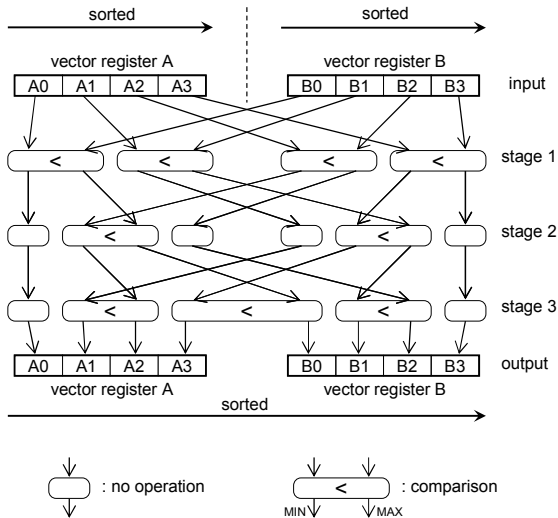 sorted sorted
vector register A vector register B
A0 A1 A2 A3 B0 B1 B2 B3 input
< < < < stage 1
< < stage 2
< < < stage 3
A0 A1 A2 A3 B0 B1 B2 B3 output
vector register A vector register B
sorted
: no operation < : comparison
MIN MAX